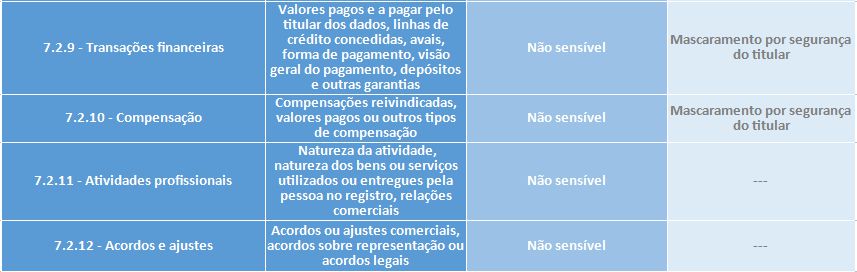 7.2.9 - Transações financeiras
Valores pagos e a pagar pelo
titular dos dados, linhas de
crédito concedidas, avais,
forma de pagamento, visão
geral do pagamento, depósitos
e outras garantias
Não sensível
Mascaramento por segurança
do titular
7.2.10 - Compensação
Compensações reivindicadas,
valores pagos ou outros tipos
de compensação
Não sensível
Mascaramento por segurança
do titular
7.2.11 - Atividades profissionais
Natureza da atividade,
natureza dos bens ou serviços
utilizados ou entregues pela
pessoa no registro, relações
comerciais
Não sensível
---
7.2.12 - Acordos e ajustes
Acordos ou ajustes comerciais,
acordos sobre representação ou
acordos legais
Não sensível
---